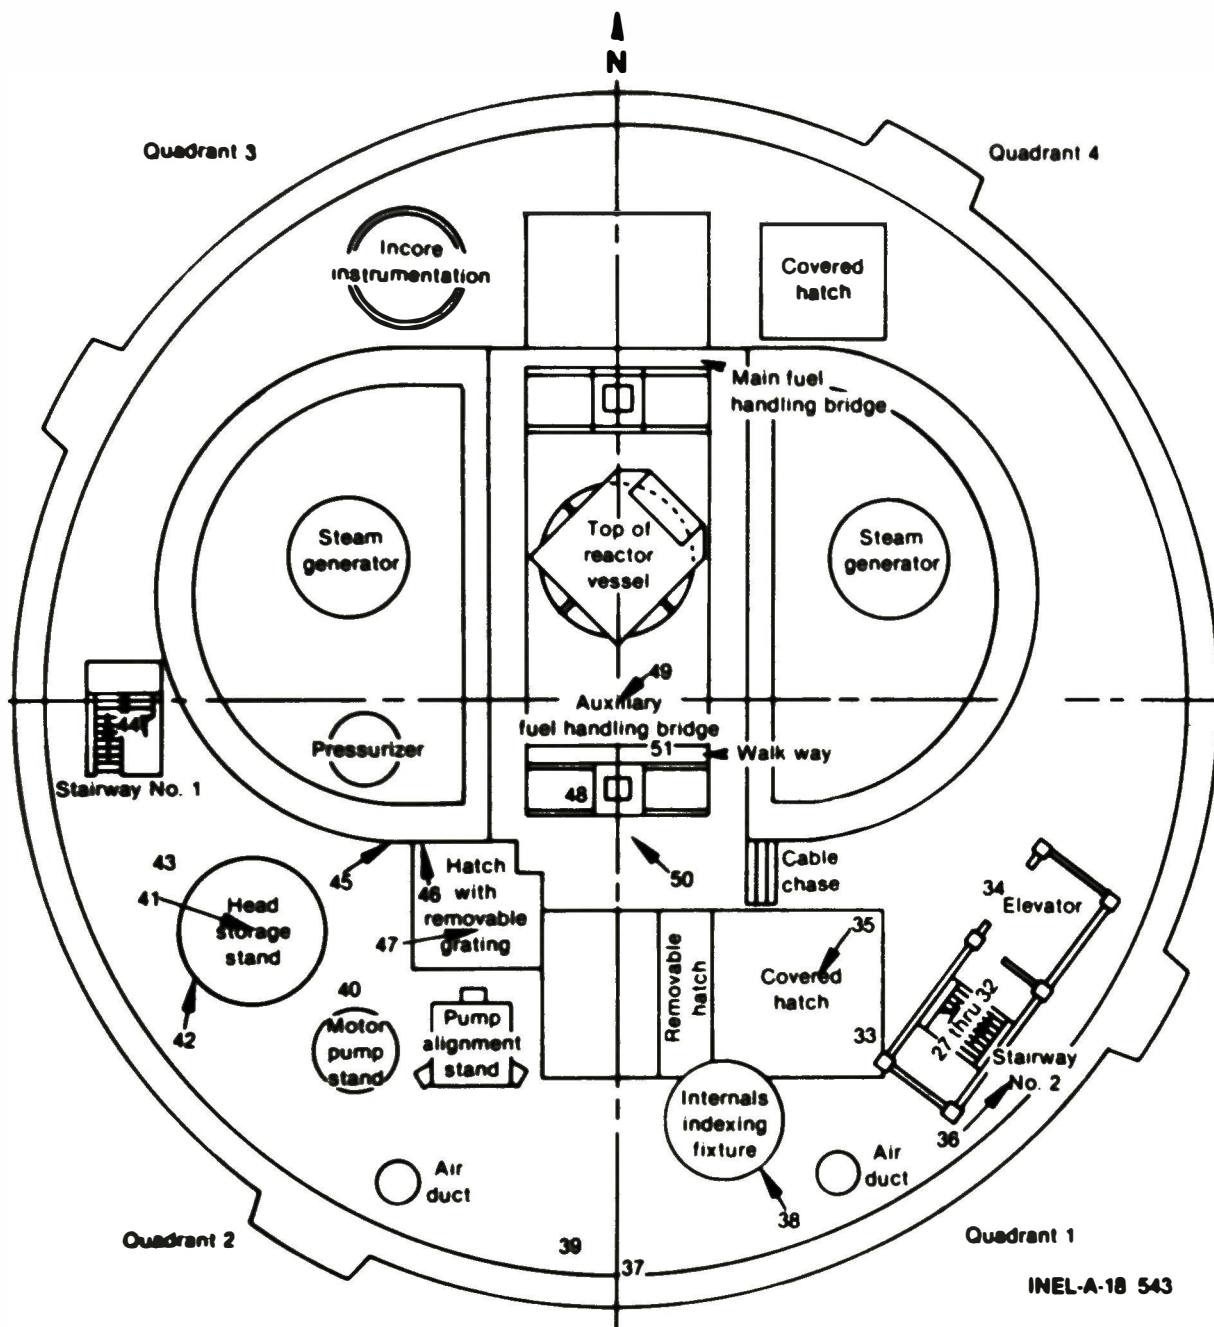 N
Quadrant 3
Quadrant 4
Incore
instrumentation
Covered
hatch
Main fuel
handling bridge
Steam
generator
Top of
reactor
vessel
Steam
generator
49
Auxiliary
fuel handling bridge
51
Walk way
44
Pressurizer
Stairway No. 1
48
43
41
Head
storage
stand
42
45
46
Hatch
with
removable
grating
47
50
Cable
chase
34
Elevator
35
Removable
hatch
Covered
hatch
33
27 thru 32
Stairway
No. 2
36
40
Motor
pump
stand
Pump
alignment
stand
Internals
indexing
fixture
38
Air
duct
Air
duct
39
37
Quadrant 2
Quadrant 1
INEL-A-18 543